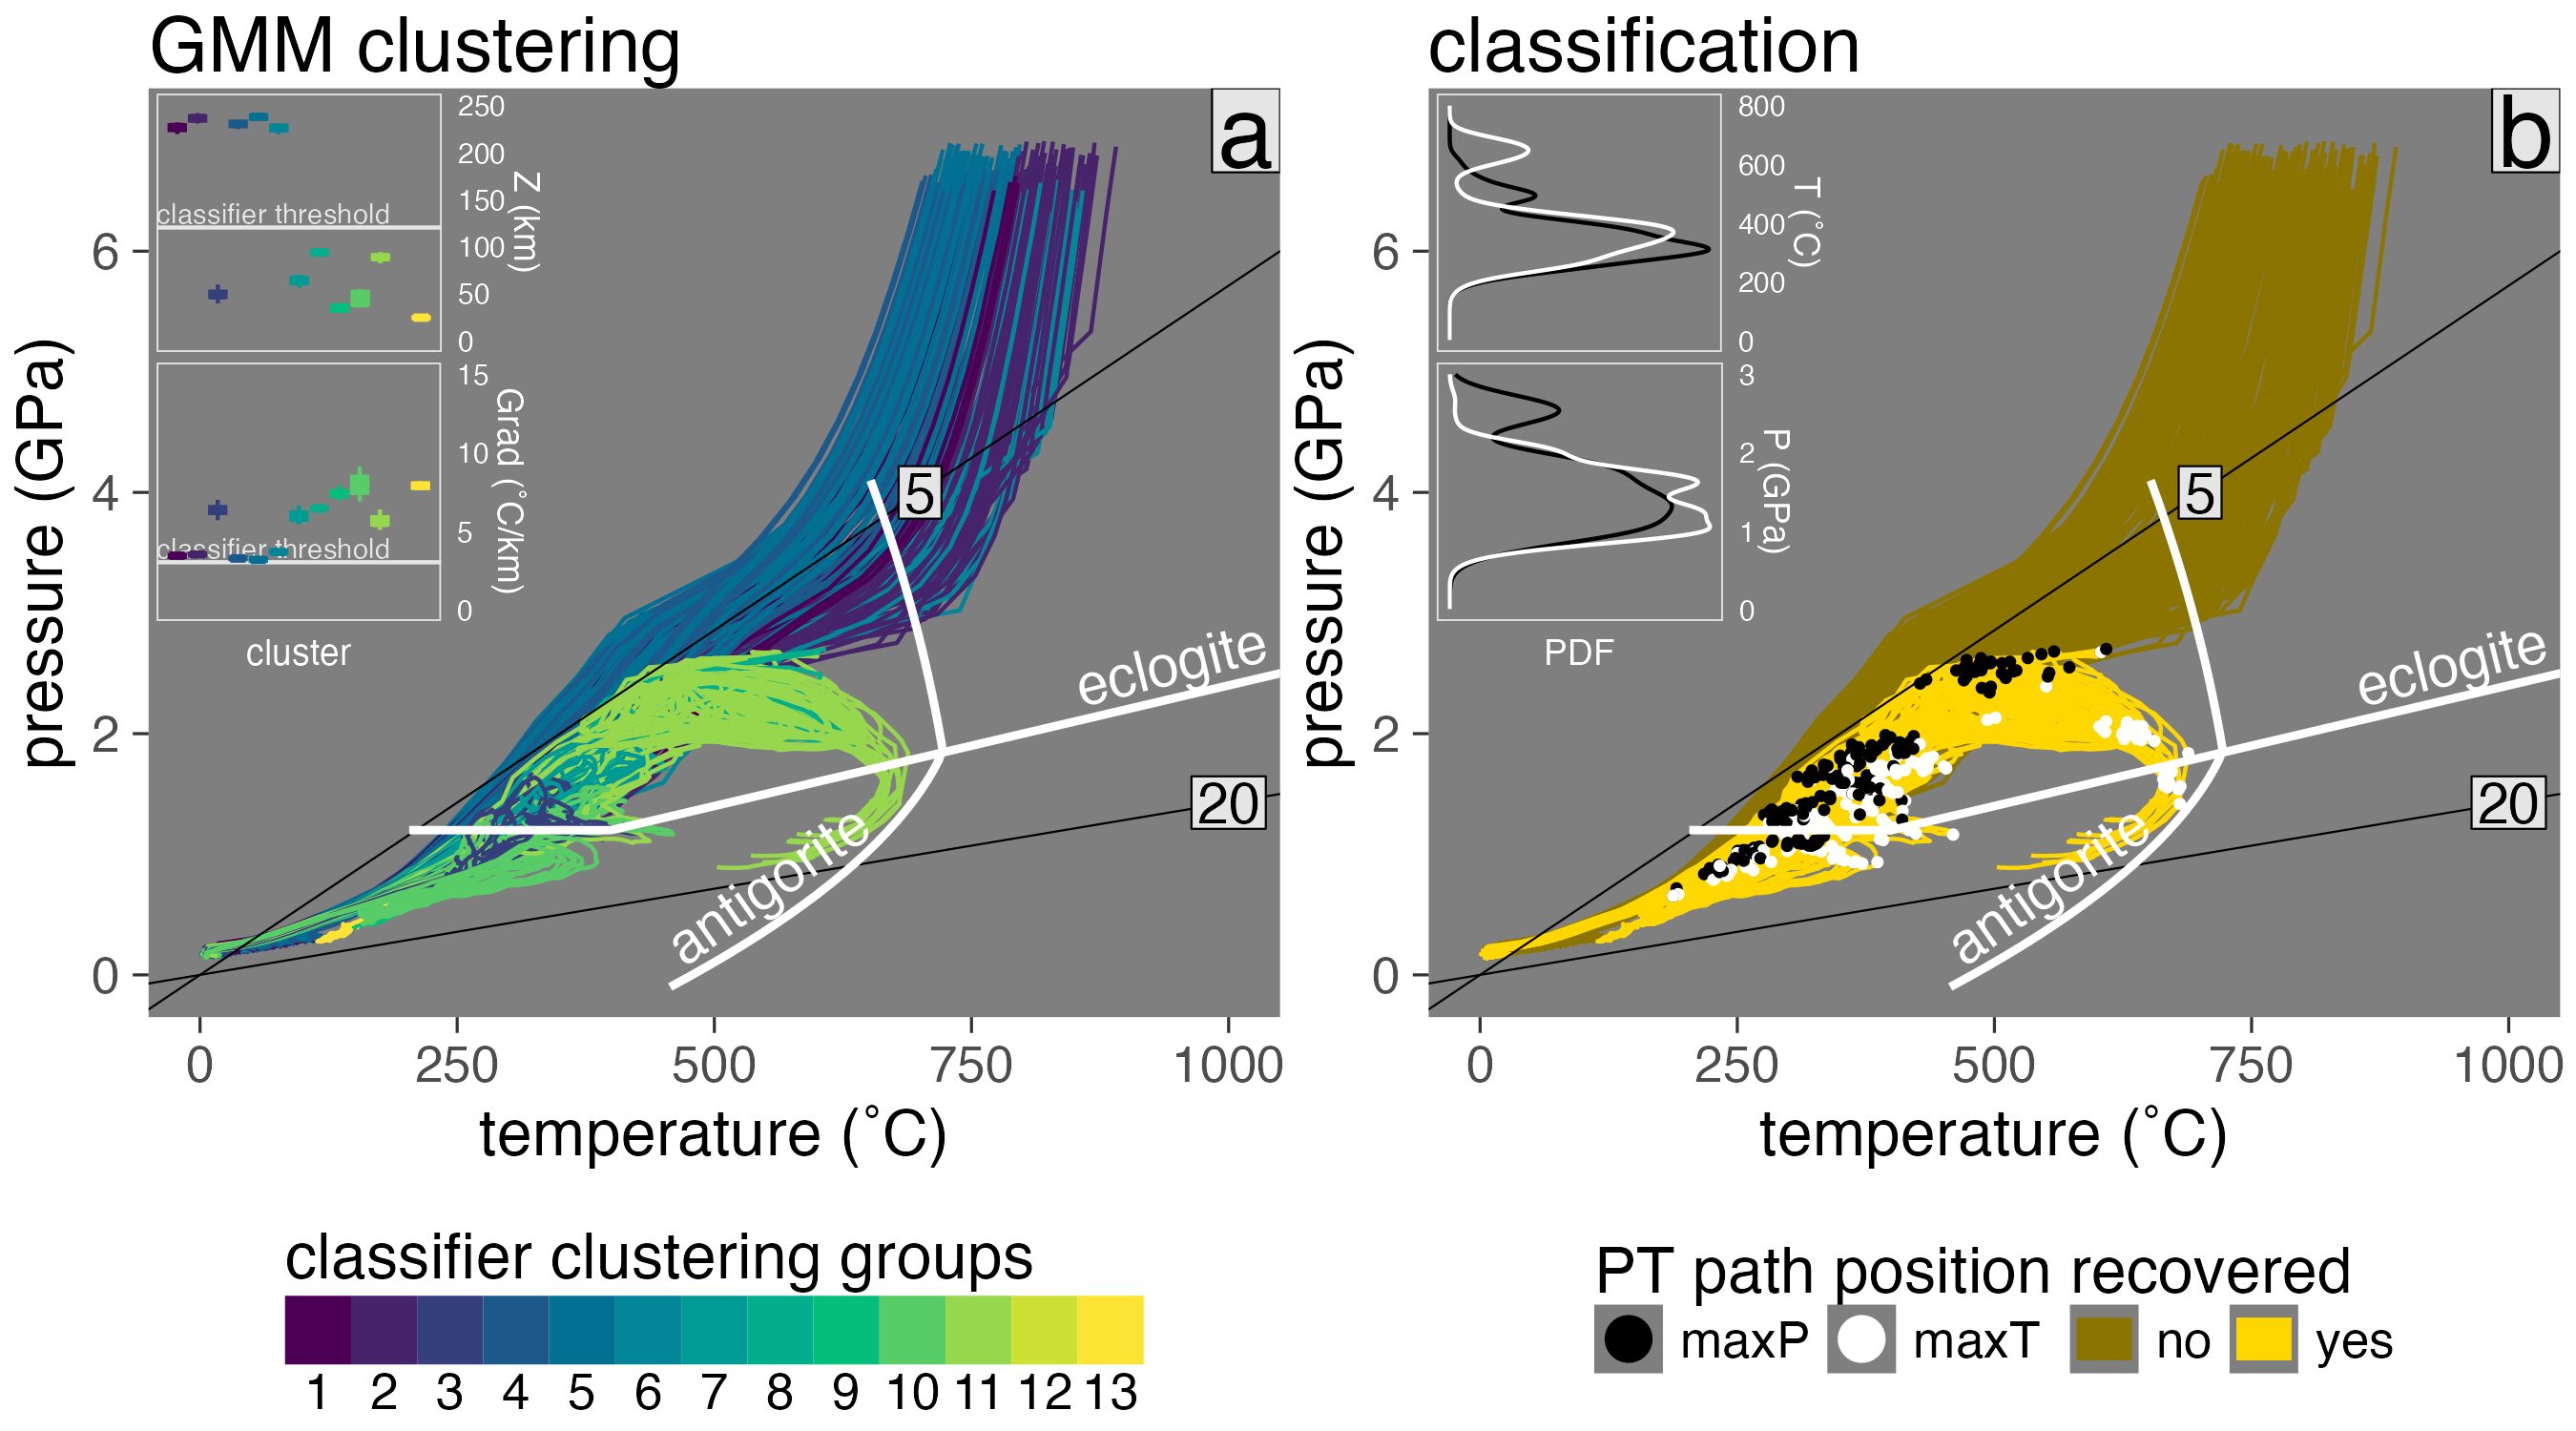 GMM clustering
a
250
200
150
100
50
0
Z (km)
classifier threshold
15
10
5
0
Grad (˚C/km)
classifier threshold
cluster
5
20
eclogite
antigorite
pressure (GPa)
6
4
2
0
0 250 500 750 1000
temperature (˚C)
classification
b
800
600
400
200
0
T (˚C)
3
2
1
0
P (GPa)
PDF
5
20
eclogite
antigorite
pressure (GPa)
6
4
2
0
0 250 500 750 1000
temperature (˚C)
classifier clustering groups
1 2 3 4 5 6 7 8 9 10 11 12 13
PT path position recovered
maxP maxT no yes